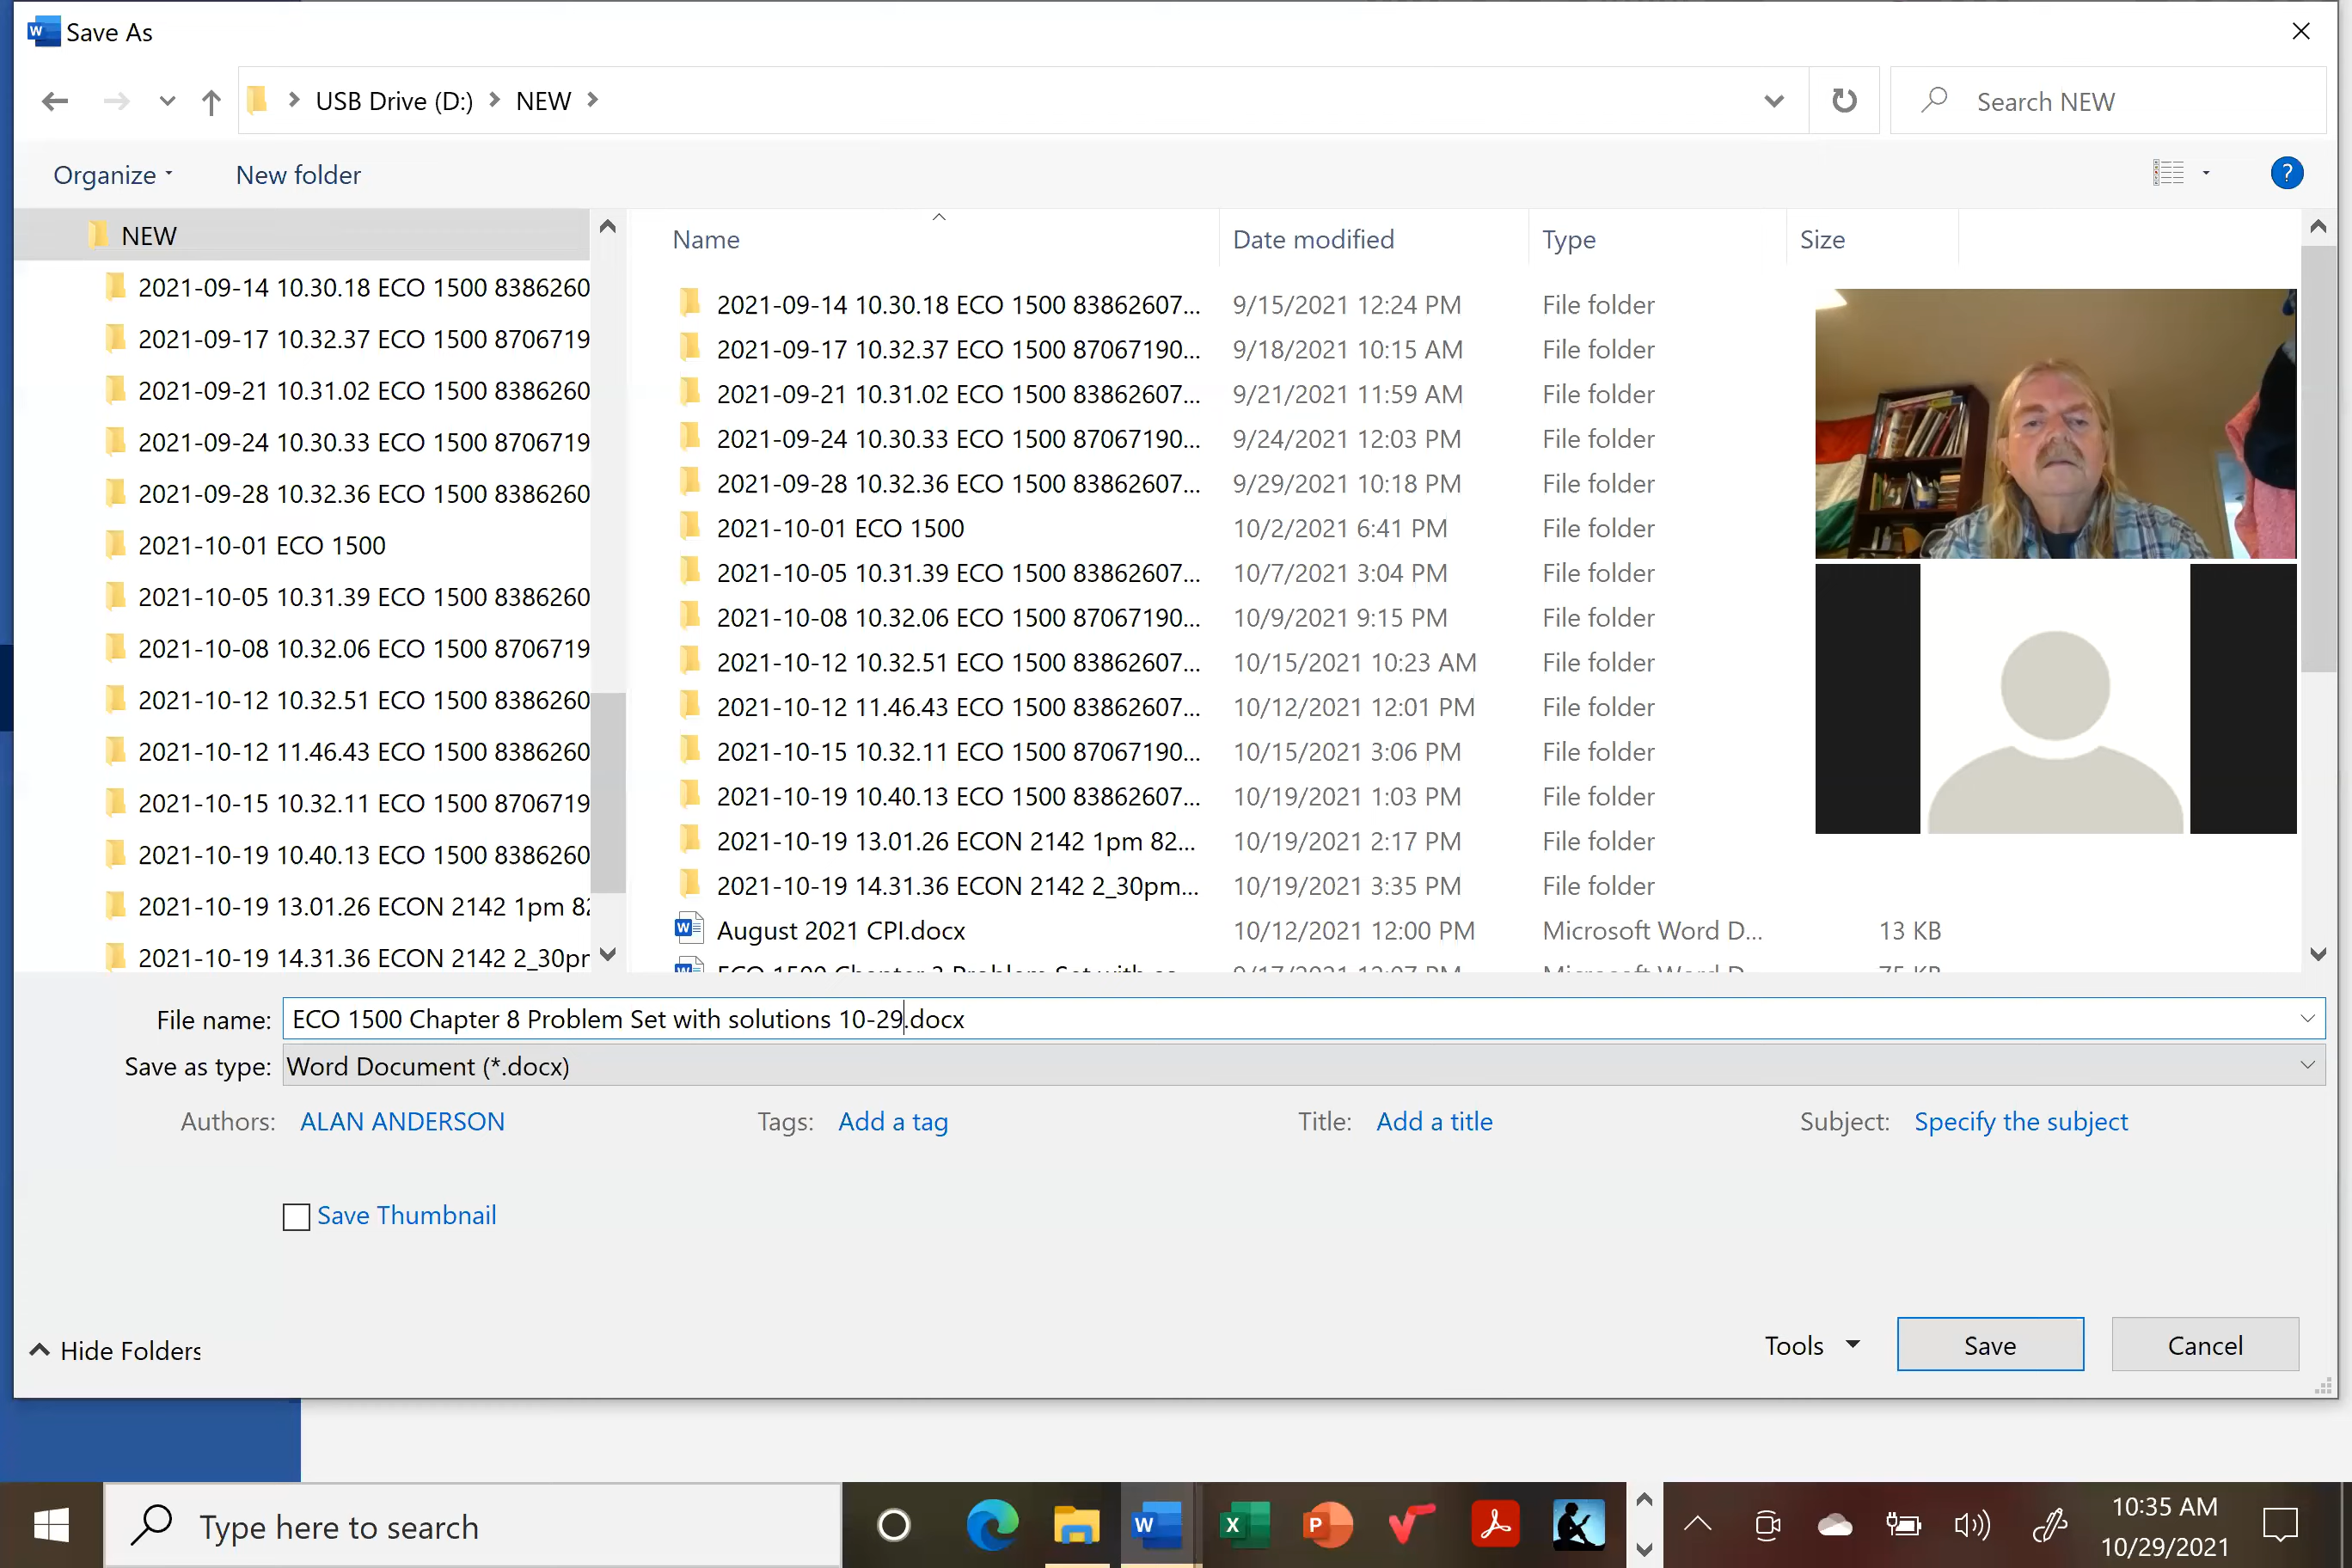 Save As
USB Drive (D:) NEW
Search NEW
Organize
New folder
?
NEW
2021-09-14 10.30.18 ECO 1500 8386260
2021-09-17 10.32.37 ECO 1500 8706719
2021-09-21 10.31.02 ECO 1500 8386260
2021-09-24 10.30.33 ECO 1500 8706719
2021-09-28 10.32.36 ECO 1500 8386260
2021-10-01 ECO 1500
2021-10-05 10.31.39 ECO 1500 8386260
2021-10-08 10.32.06 ECO 1500 8706719
2021-10-12 10.32.51 ECO 1500 8386260
2021-10-12 11.46.43 ECO 1500 8386260
2021-10-15 10.32.11 ECO 1500 8706719
2021-10-19 10.40.13 ECO 1500 8386260
2021-10-19 13.01.26 ECON 2142 1pm 82
2021-10-19 14.31.36 ECON 2142 2_30pm
Name Date modified Type Size
2021-09-14 10.30.18 ECO 1500 83862607... 9/15/2021 12:24 PM File folder
2021-09-17 10.32.37 ECO 1500 87067190... 9/18/2021 10:15 AM File folder
2021-09-21 10.31.02 ECO 1500 83862607... 9/21/2021 11:59 AM File folder
2021-09-24 10.30.33 ECO 1500 87067190... 9/24/2021 12:03 PM File folder
2021-09-28 10.32.36 ECO 1500 83862607... 9/29/2021 10:18 PM File folder
2021-10-01 ECO 1500 10/2/2021 6:41 PM File folder
2021-10-05 10.31.39 ECO 1500 83862607... 10/7/2021 3:04 PM File folder
2021-10-08 10.32.06 ECO 1500 87067190... 10/9/2021 9:15 PM File folder
2021-10-12 10.32.51 ECO 1500 83862607... 10/15/2021 10:23 AM File folder
2021-10-12 11.46.43 ECO 1500 83862607... 10/12/2021 12:01 PM File folder
2021-10-15 10.32.11 ECO 1500 87067190... 10/15/2021 3:06 PM File folder
2021-10-19 10.40.13 ECO 1500 83862607... 10/19/2021 1:03 PM File folder
2021-10-19 13.01.26 ECON 2142 1pm 82... 10/19/2021 2:17 PM File folder
2021-10-19 14.31.36 ECON 2142 2_30pm... 10/19/2021 3:35 PM File folder
August 2021 CPI.docx 10/12/2021 12:00 PM Microsoft Word D... 13 KB
ECO 1500 Chapter 3 Problem Set with 9/17/2021 12:07 PM Microsoft Word D 75 KB
File name: ECO 1500 Chapter 8 Problem Set with solutions 10-29.docx
Save as type: Word Document (*.docx)
Authors: ALAN ANDERSON Tags: Add a tag Title: Add a title Subject: Specify the subject
Save Thumbnail
Hide Folders
Tools Save Cancel
Type here to search
10:35 AM
10/29/2021